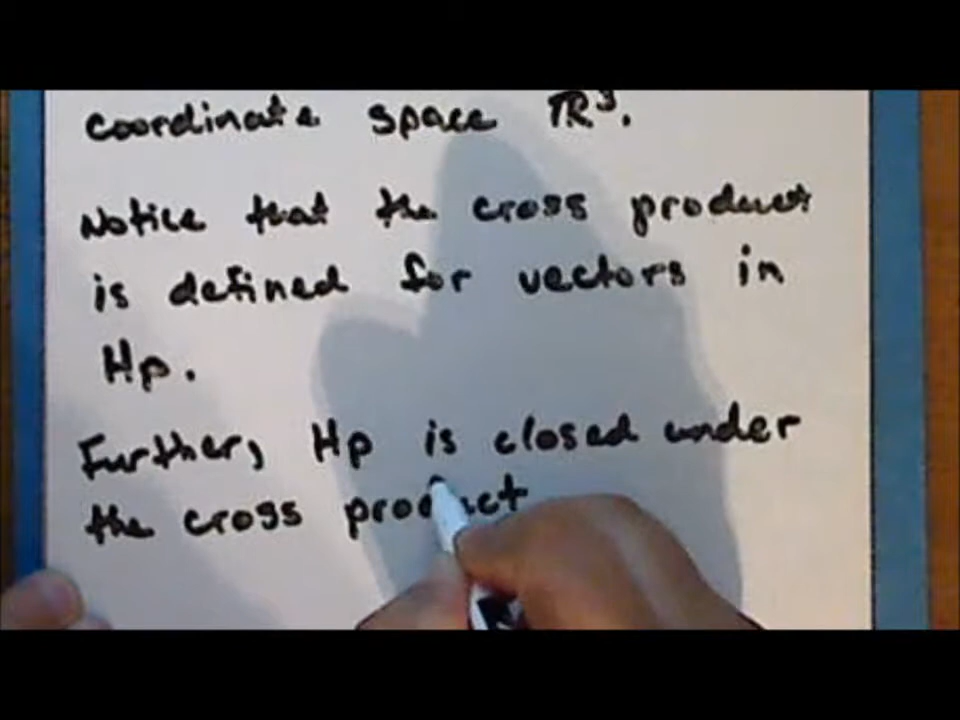 coordinate space ℝ³.
Notice that the cross product
is defined for vectors in
Hp.
Further, Hp is closed under
the cross product